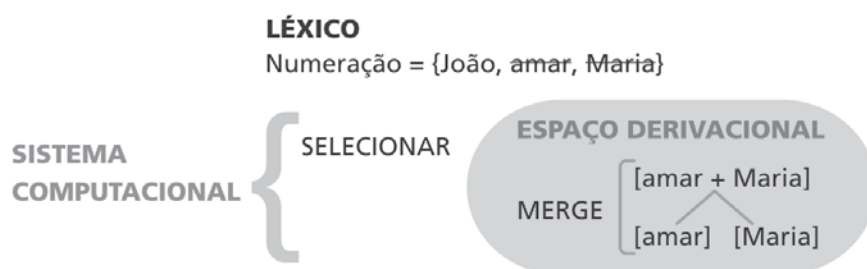 LÉXICO
Numeração = {João, amar, Maria}
SISTEMA
COMPUTACIONAL
SELECIONAR
ESPAÇO DERIVACIONAL
MERGE
[amar + Maria]
[amar] [Maria]